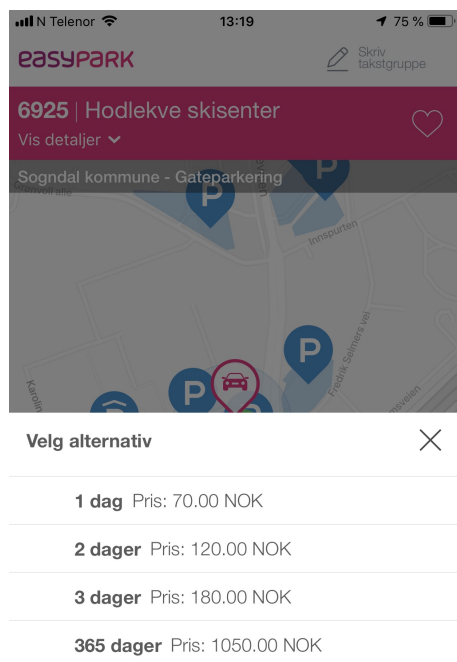 N Telenor 13:19 75 %
easypark
Skriv
takstgruppe
6925 | Hodlekve skisenter
Vis detaljer
Sogndal kommune - Gateparkering
P
P
Innspurten
P
Fredrik Selmers vei
P
Karolin
nsveien
Velg alternativ
1 dag Pris: 70.00 NOK
2 dager Pris: 120.00 NOK
3 dager Pris: 180.00 NOK
365 dager Pris: 1050.00 NOK